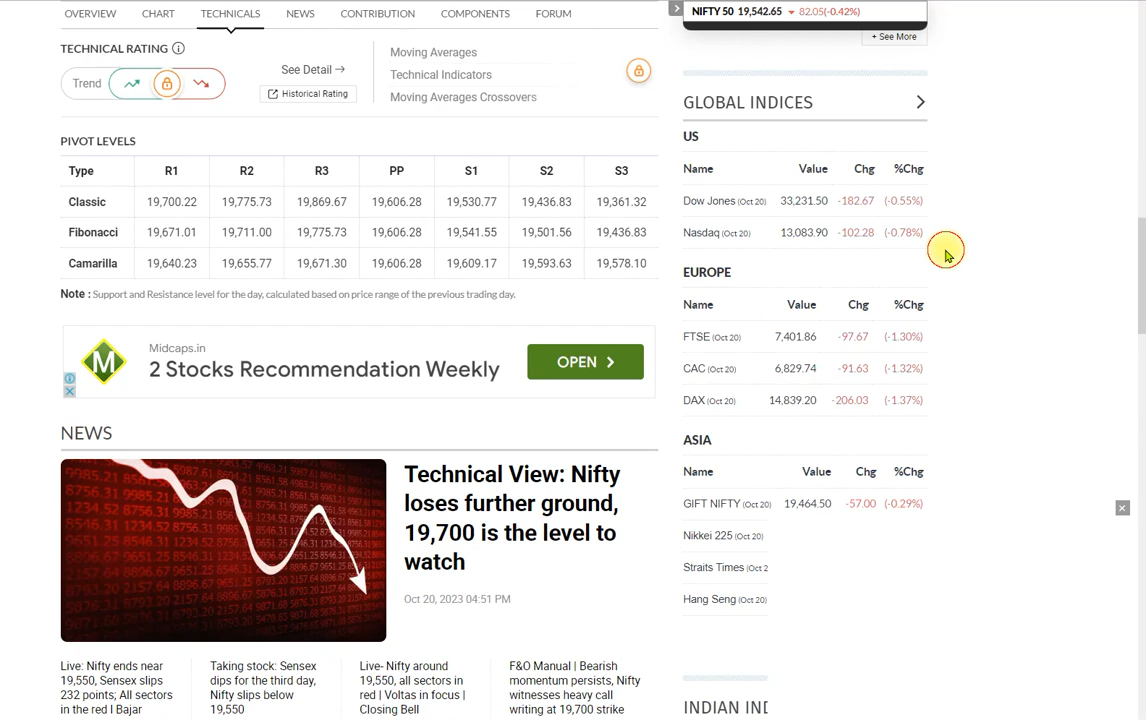 OVERVIEW CHART TECHNICALS NEWS CONTRIBUTION COMPONENTS FORUM
TECHNICAL RATING
Trend
See Detail →
Historical Rating
Moving Averages
Technical Indicators
Moving Averages Crossovers
PIVOT LEVELS
Type R1 R2 R3 PP S1 S2 S3
Classic 19,700.22 19,775.73 19,869.67 19,606.28 19,530.77 19,436.83 19,361.32
Fibonacci 19,671.01 19,711.00 19,775.73 19,606.28 19,541.55 19,501.56 19,436.83
Camarilla 19,640.23 19,655.77 19,671.30 19,606.28 19,609.17 19,593.63 19,578.10
Note : Support and Resistance level for the day, calculated based on price range of the previous trading day.
M
Midcaps.in
2 Stocks Recommendation Weekly
OPEN >
NEWS
Technical View: Nifty
loses further ground,
19,700 is the level to
watch
Oct 20, 2023 04:51 PM
Live: Nifty ends near
19,550, Sensex slips
232 points; All sectors
in the red I Bajar
Taking stock: Sensex
dips for the third day,
Nifty slips below
19,550
Live- Nifty around
19,550, all sectors in
red | Voltas in focus |
Closing Bell
F&O Manual | Bearish
momentum persists, Nifty
witnesses heavy call
writing at 19,700 strike
NIFTY 50 19,542.65 82.05(-0.42%)
+ See More
GLOBAL INDICES
US
Name Value Chg %Chg
Dow Jones (Oct 20) 33,231.50 -182.67 (-0.55%)
Nasdaq (Oct 20) 13,083.90 -102.28 (-0.78%)
EUROPE
Name Value Chg %Chg
FTSE (Oct 20) 7,401.86 -97.67 (-1.30%)
CAC (Oct 20) 6,829.74 -91.63 (-1.32%)
DAX (Oct 20) 14,839.20 -206.03 (-1.37%)
ASIA
Name Value Chg %Chg
GIFT NIFTY (Oct 20) 19,464.50 -57.00 (-0.29%)
Nikkei 225 (Oct 20)
Straits Times (Oct 2
Hang Seng (Oct 20)
INDIAN IND